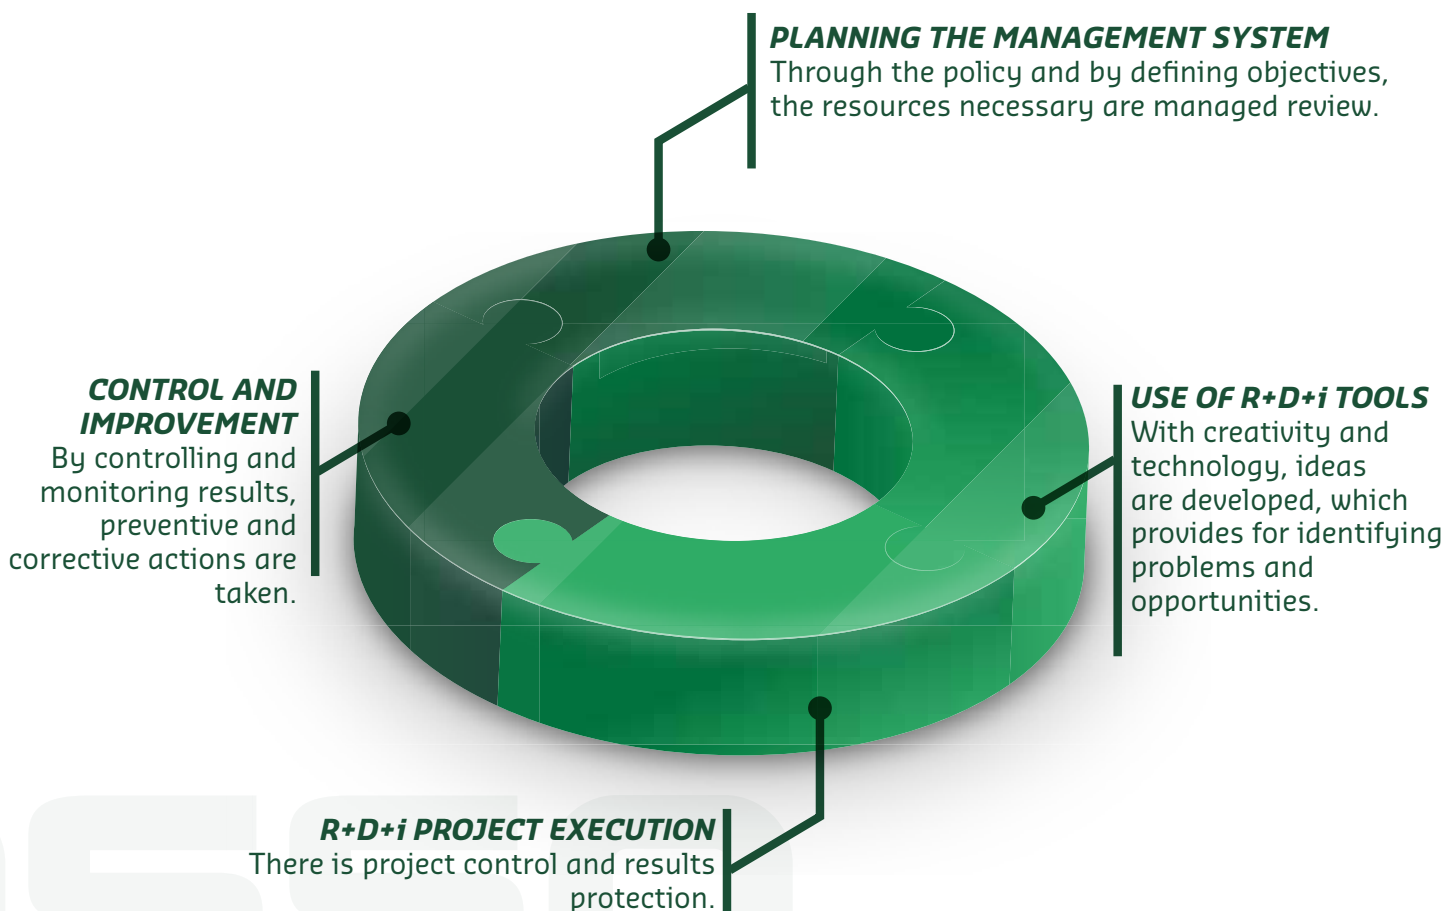 PLANNING THE MANAGEMENT SYSTEM
Through the policy and by defining objectives,
the resources necessary are managed review.
CONTROL AND
IMPROVEMENT
By controlling and
monitoring results,
preventive and
corrective actions are
taken.
USE OF R+D+i TOOLS
With creativity and
technology, ideas
are developed, which
provides for identifying
problems and
opportunities.
R+D+i PROJECT EXECUTION
There is project control and results
protection.